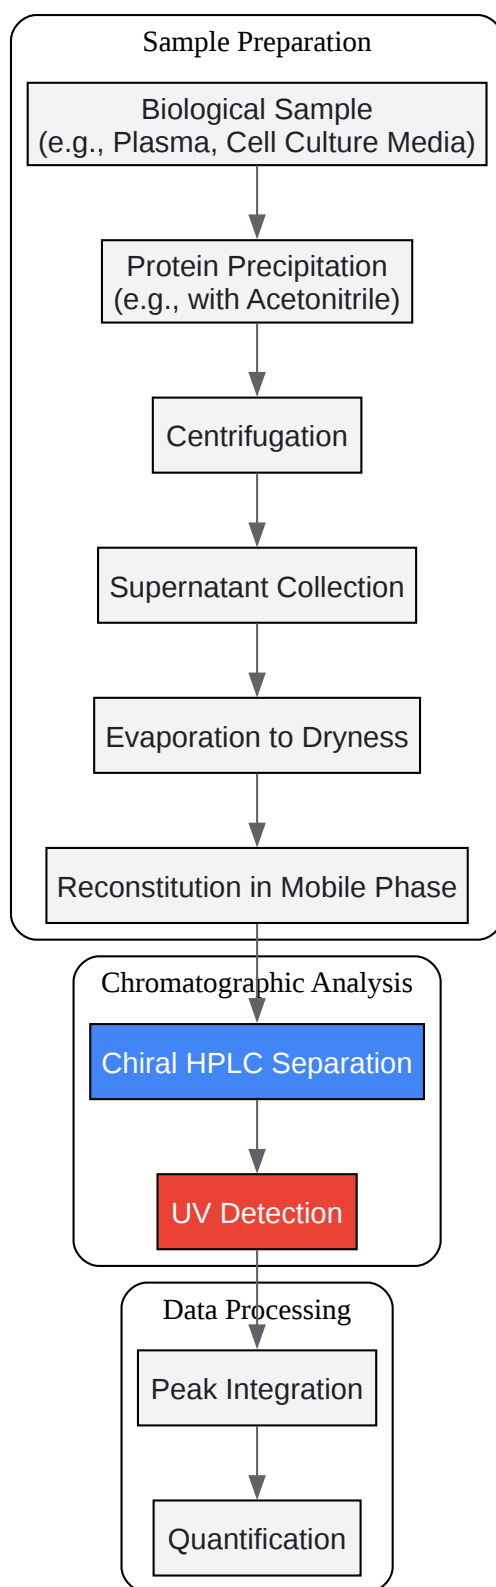 Sample Preparation
Biological Sample
(e.g., Plasma, Cell Culture Media)
Protein Precipitation
(e.g., with Acetonitrile)
Centrifugation
Supernatant Collection
Evaporation to Dryness
Reconstitution in Mobile Phase
Chromatographic Analysis
Chiral HPLC Separation
UV Detection
Data Processing
Peak Integration
Quantification